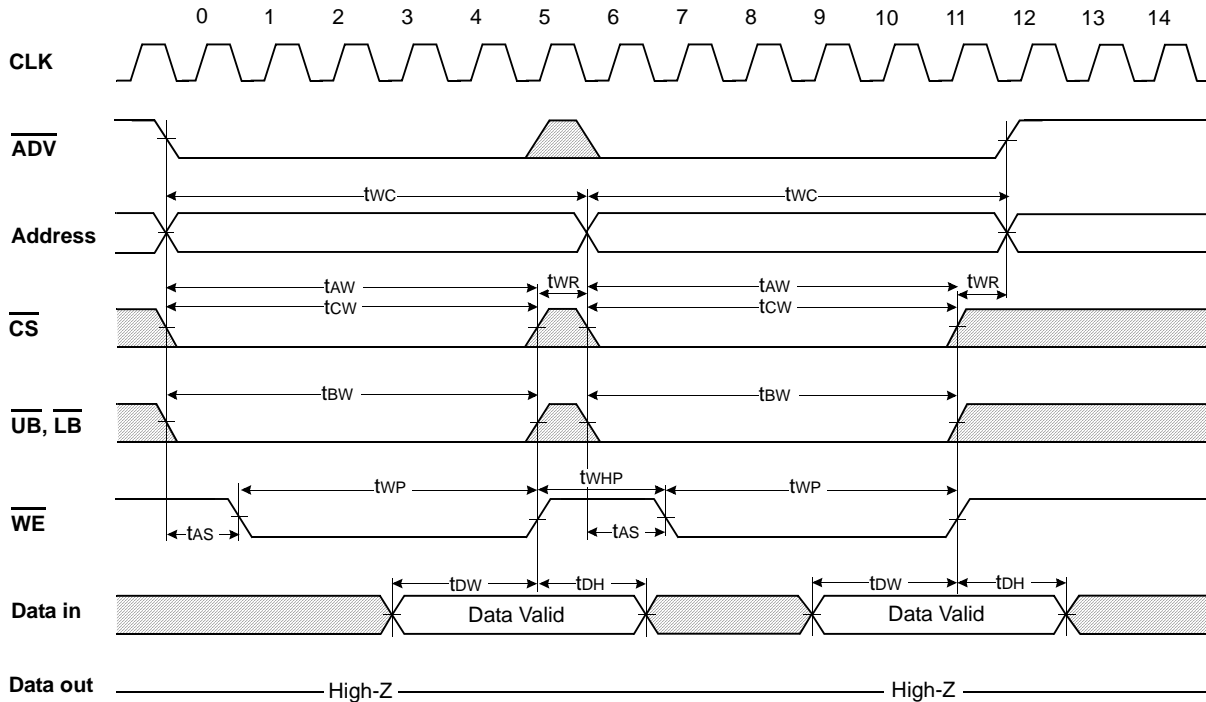 0 1 2 3 4 5 6 7 8 9 10 11 12 13 14
CLK
ADV
tWC tWC
Address
tAW tWR tAW tWR
tCW tCW
CS
tBW tBW
UB, LB
tWP tWHP tWP
WE
tAS tAS
tDW tDH tDW tDH
Data in Data Valid Data Valid
Data out High-Z High-Z